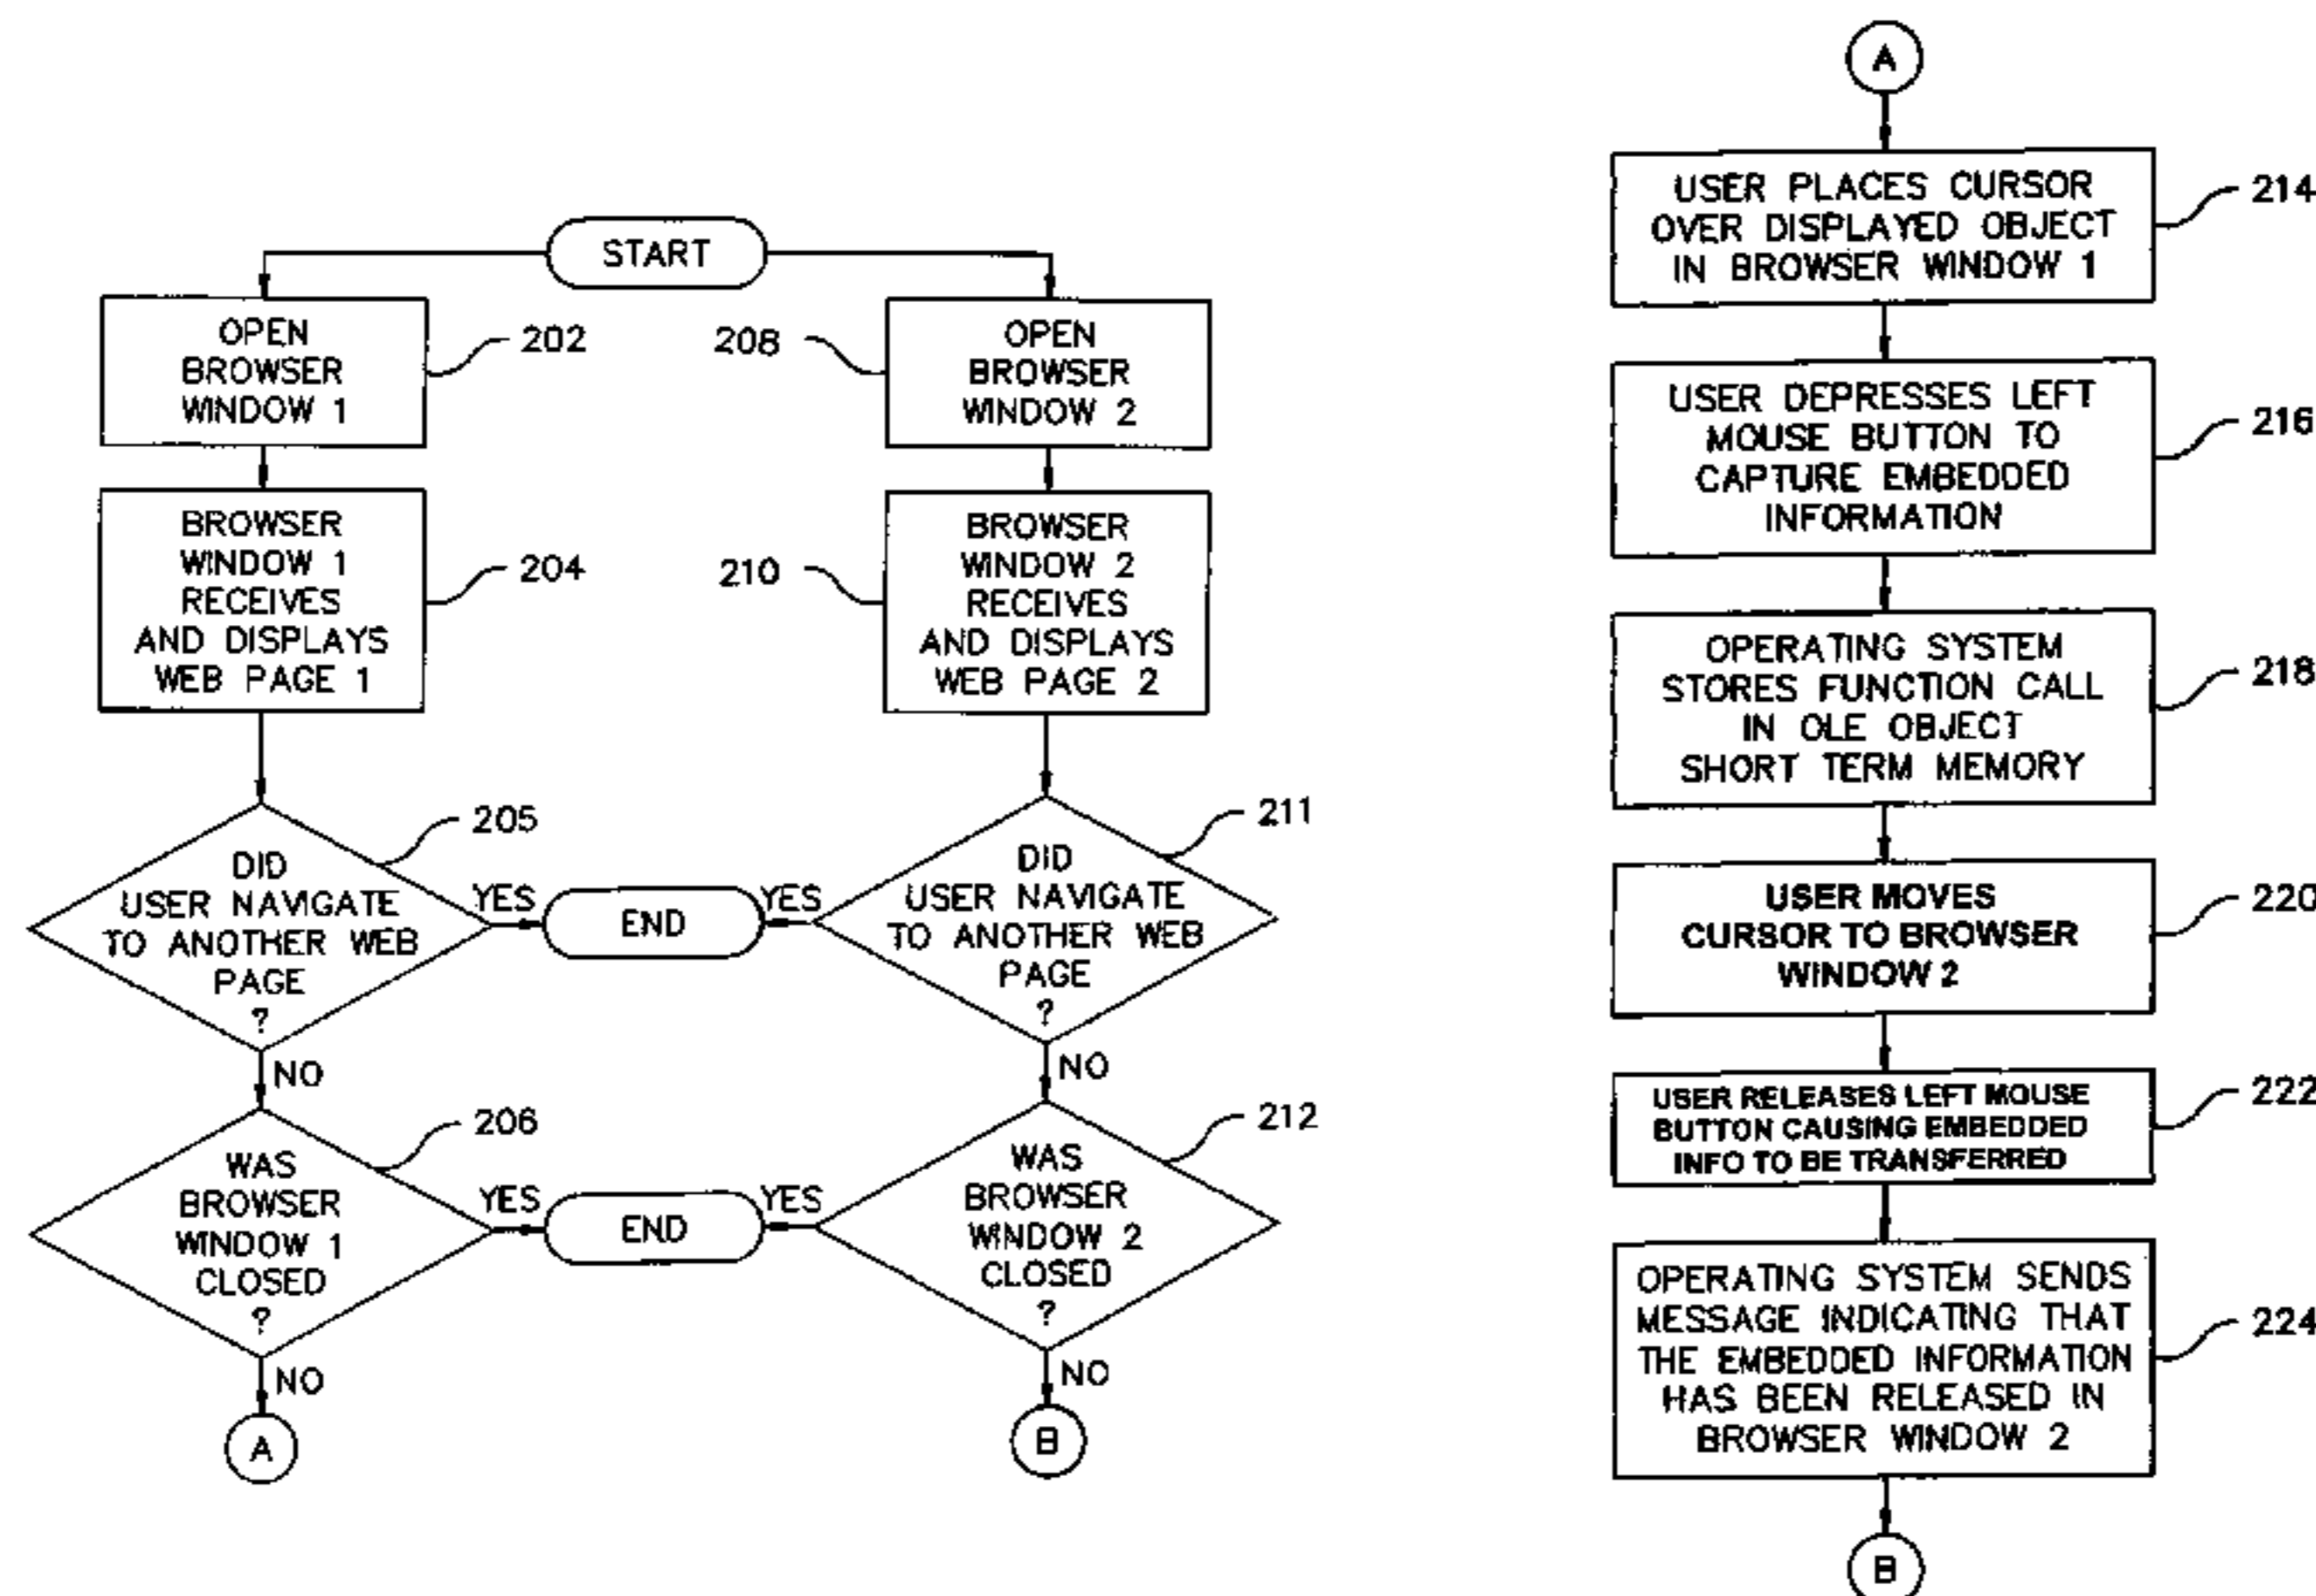 START
OPEN
BROWSER
WINDOW 1
202
BROWSER
WINDOW 1
RECEIVES
AND DISPLAYS
WEB PAGE 1
204
DID
USER NAVIGATE
TO ANOTHER WEB
PAGE
?
205
YES
END
NO
WAS
BROWSER
WINDOW 1
CLOSED
?
206
YES
END
NO
A
208
OPEN
BROWSER
WINDOW 2
210
BROWSER
WINDOW 2
RECEIVES
AND DISPLAYS
WEB PAGE 2
211
DID
USER NAVIGATE
TO ANOTHER WEB
PAGE
?
YES
NO
212
WAS
BROWSER
WINDOW 2
CLOSED
?
YES
NO
B
A
USER PLACES CURSOR
OVER DISPLAYED OBJECT
IN BROWSER WINDOW 1
214
USER DEPRESSES LEFT
MOUSE BUTTON TO
CAPTURE EMBEDDED
INFORMATION
216
OPERATING SYSTEM
STORES FUNCTION CALL
IN OLE OBJECT
SHORT TERM MEMORY
218
USER MOVES
CURSOR TO BROWSER
WINDOW 2
220
USER RELEASES LEFT MOUSE
BUTTON CAUSING EMBEDDED
INFO TO BE TRANSFERRED
222
OPERATING SYSTEM SENDS
MESSAGE INDICATING THAT
THE EMBEDDED INFORMATION
HAS BEEN RELEASED IN
BROWSER WINDOW 2
224
B